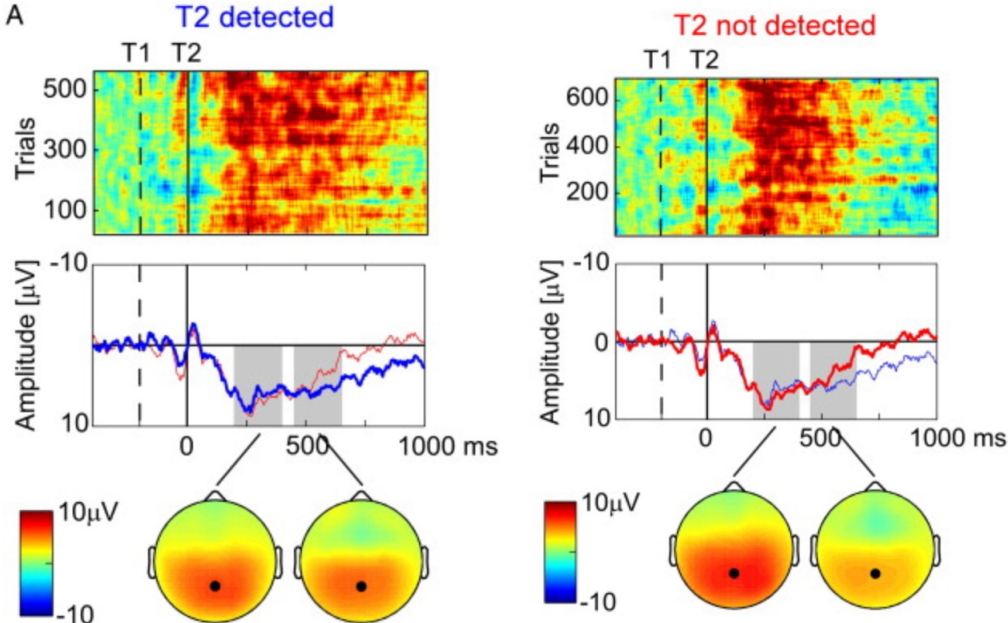 A
T2 detected
T2 not detected
T1 T2
T1 T2
Trials
500
300
100
Trials
600
400
200
Amplitude [µV]
-10
10
0 500 1000 ms
Amplitude [µV]
-10
0
10
0 500 1000 ms
10µV
-10
10µV
-10